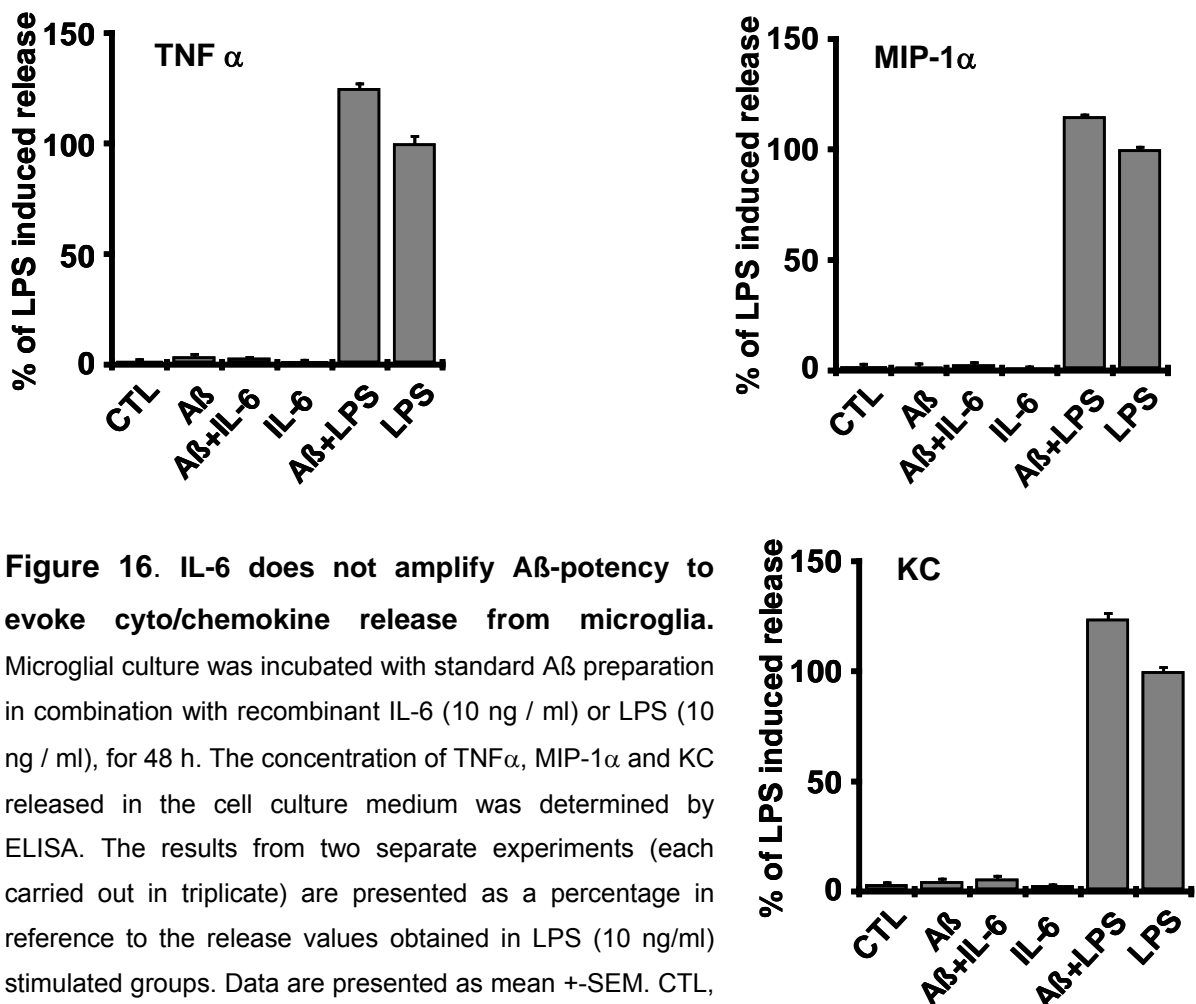 TNF α
% of LPS induced release
150
100
50
0
CTL
Aß
Aß+IL-6
IL-6
Aß+LPS
LPS
MIP-1α
% of LPS induced release
150
100
50
0
CTL
Aß
Aß+IL-6
IL-6
Aß+LPS
LPS
Figure 16. IL-6 does not amplify Aß-potency to
evoke cyto/chemokine release from microglia.
Microglial culture was incubated with standard Aß preparation
in combination with recombinant IL-6 (10 ng / ml) or LPS (10
ng / ml), for 48 h. The concentration of TNFα, MIP-1α and KC
released in the cell culture medium was determined by
ELISA. The results from two separate experiments (each
carried out in triplicate) are presented as a percentage in
reference to the release values obtained in LPS (10 ng/ml)
stimulated groups. Data are presented as mean +-SEM. CTL,
KC
% of LPS induced release
150
100
50
0
CTL
Aß
Aß+IL-6
IL-6
Aß+LPS
LPS